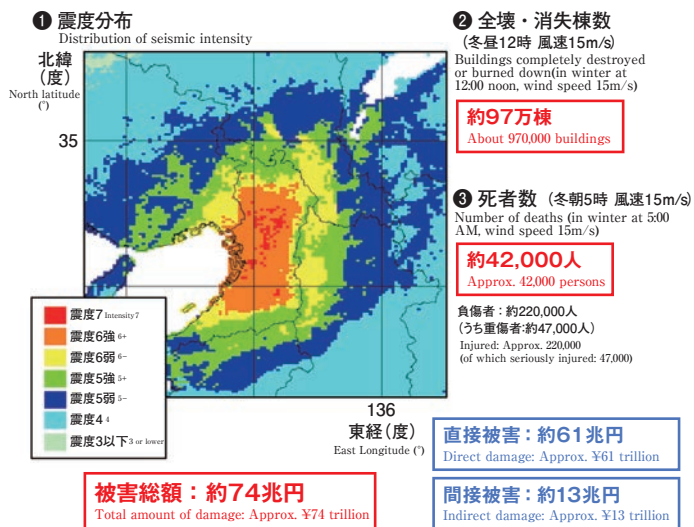 ❶ 震度分布
Distribution of seismic intensity
北緯
(度)
North latitude
(°)
35
136
東経(度)
East Longitude (°)
震度7 Intensity7
震度6強 6+
震度6弱 6−
震度5強 5+
震度5弱 5−
震度4 4
震度3以下 3 or lower
❷ 全壊・消失棟数
(冬昼12時 風速15m/s)
Buildings completely destroyed
or burned down(in winter at
12:00 noon, wind speed 15m/s)
約97万棟
About 970,000 buildings
❸ 死者数 (冬朝5時 風速15m/s)
Number of deaths (in winter at 5:00
AM, wind speed 15m/s)
約42,000人
Approx. 42,000 persons
負傷者：約220,000人
(うち重傷者:約47,000人)
Injured: Approx. 220,000
(of which seriously injured: 47,000)
直接被害：約61兆円
Direct damage: Approx. ¥61 trillion
間接被害：約13兆円
Indirect damage: Approx. ¥13 trillion
被害総額：約74兆円
Total amount of damage: Approx. ¥74 trillion